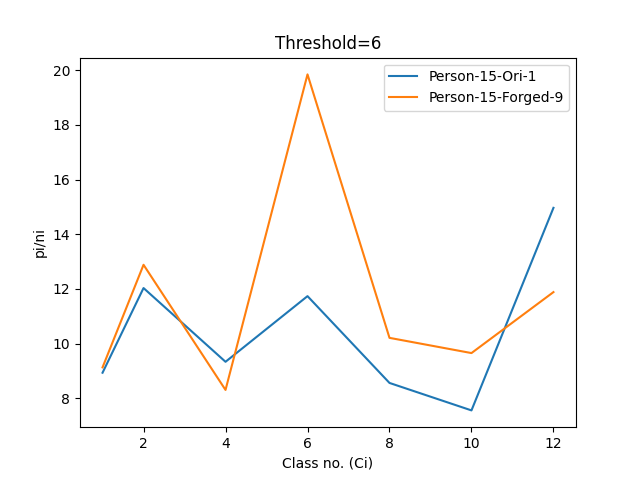 Threshold=6
Person-15-Ori-1
Person-15-Forged-9
20
18
16
14
12
10
8
pi/ni
2 4 6 8 10 12
Class no. (Ci)